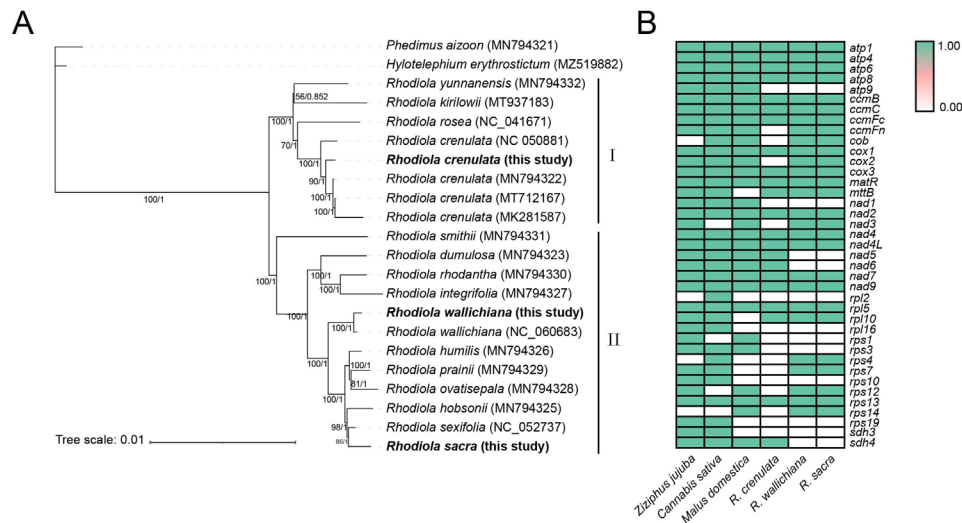 A
Phedimus aizoon (MN794321)
Hylotelephium erythrostictum (MZ519882)
Rhodiola yunnanensis (MN794332)
56/0.852
Rhodiola kirilowii (MT937183)
100/1
Rhodiola rosea (NC_041671)
70/1
Rhodiola crenulata (NC 050881)
100/1
Rhodiola crenulata (this study)
90/1
Rhodiola crenulata (MN794322)
100/1
Rhodiola crenulata (MT712167)
100/1
Rhodiola crenulata (MK281587)
I
Rhodiola smithii (MN794331)
Rhodiola dumulosa (MN794323)
100/1
Rhodiola rhodantha (MN794330)
100/1
Rhodiola integrifolia (MN794327)
100/1
Rhodiola wallichiana (this study)
100/1
Rhodiola wallichiana (NC_060683)
Rhodiola humilis (MN794326)
100/1
100/1
Rhodiola prainii (MN794329)
81/1
Rhodiola ovatisepala (MN794328)
100/1
Rhodiola hobsonii (MN794325)
98/1
Rhodiola sexifolia (NC_052737)
86/1
Rhodiola sacra (this study)
II
Tree scale: 0.01
B
1.00
0.00
atp1
atp4
atp6
atp8
atp9
ccmB
ccmC
ccmFc
ccmFn
cob
cox1
cox2
cox3
matR
mttB
nad1
nad2
nad3
nad4
nad4L
nad5
nad6
nad7
nad9
rpl2
rpl5
rpl10
rpl16
rps1
rps3
rps4
rps7
rps10
rps12
rps13
rps14
rps19
sdh3
sdh4
Ziziphus jujuba
Cannabis sativa
Malus domestica
R. crenulata
R. wallichiana
R. sacra